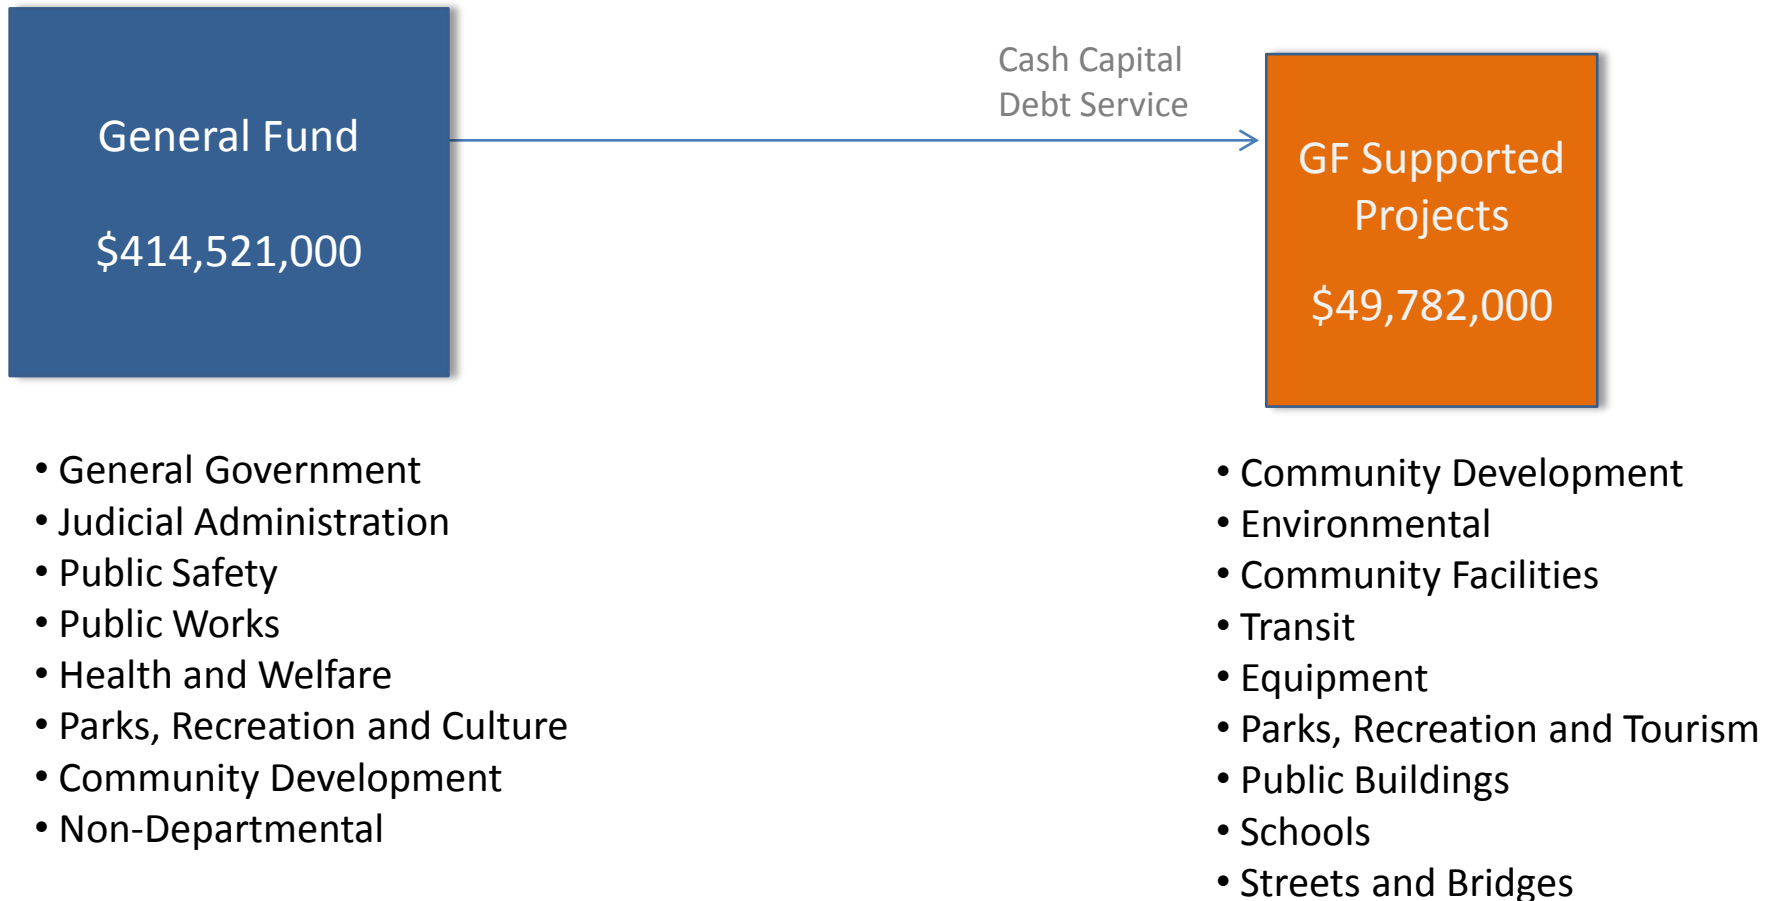 General Fund
$414,521,000
Cash Capital
Debt Service
GF Supported
Projects
$49,782,000
• General Government
• Judicial Administration
• Public Safety
• Public Works
• Health and Welfare
• Parks, Recreation and Culture
• Community Development
• Non-Departmental
• Community Development
• Environmental
• Community Facilities
• Transit
• Equipment
• Parks, Recreation and Tourism
• Public Buildings
• Schools
• Streets and Bridges